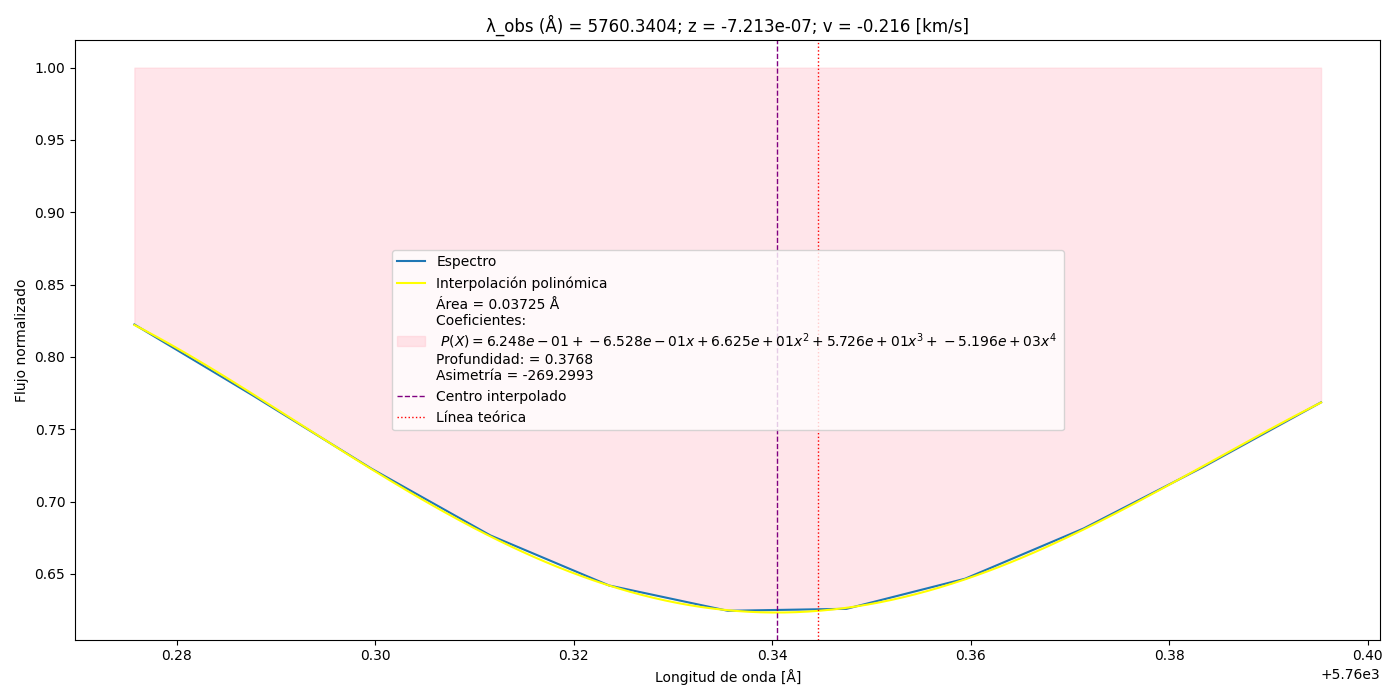 λ_obs (Å) = 5760.3404; z = -7.213e-07; v = -0.216 [km/s]
1.00
0.95
0.90
0.85
0.80
0.75
0.70
0.65
Flujo normalizado
Espectro
Interpolación polinómica
Área = 0.03725 Å
Coeficientes:
P(X) = 6.248e − 01 + − 6.528e − 01x + 6.625e + 01x² + 5.726e + 01x³ + − 5.196e + 03x⁴
Profundidad: = 0.3768
Asimetría = -269.2993
Centro interpolado
Línea teórica
0.28 0.30 0.32 0.34 0.36 0.38 0.40
+5.76e3
Longitud de onda [Å]